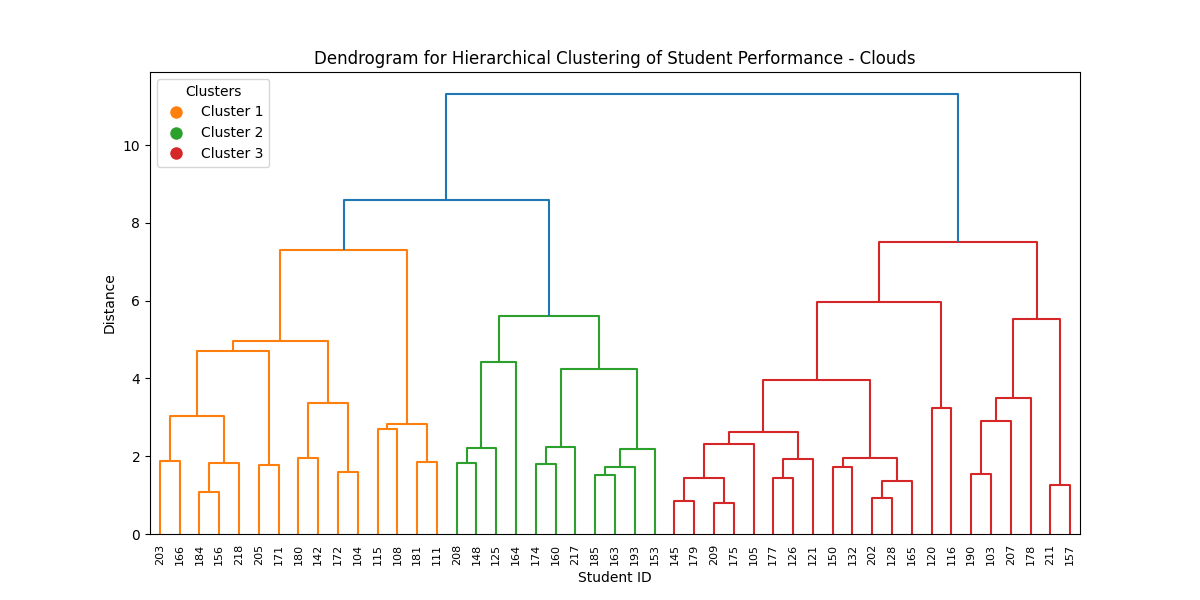 Dendrogram for Hierarchical Clustering of Student Performance - Clouds
Clusters
Cluster 1
Cluster 2
Cluster 3
10
8
6
4
2
0
Distance
203 166 184 156 218 205 171 180 142 172 104 115 108 181 111 208 148 125 164 174 160 217 185 163 193 153 145 179 209 175 105 177 126 121 150 132 202 128 165 120 116 190 103 207 178 211 157
Student ID